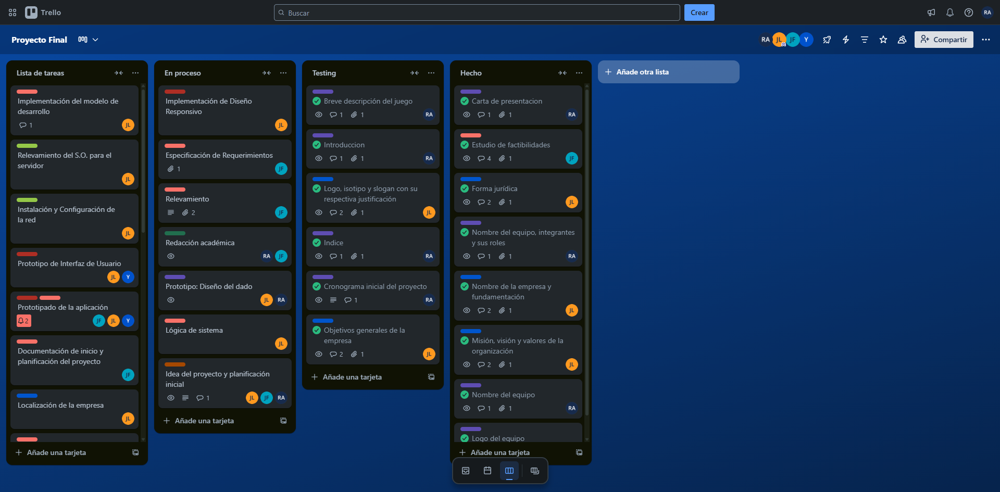 Trello
Buscar
Crear
RA
Proyecto Final
RA JL JF Y
Compartir
Lista de tareas
Implementación del modelo de
desarrollo
1
JL
Relevamiento del S.O. para el
servidor
JL
Instalación y Configuración de
la red
JL
Prototipo de Interfaz de Usuario
JL Y
Prototipado de la aplicación
2
JF JL Y
Documentación de inicio y
planificación del proyecto
JF
Localización de la empresa
JL
Añade una tarjeta
En proceso
Implementación de Diseño
Responsivo
JL
Especificación de Requerimientos
1
JF
Relevamiento
2
JF
Redacción académica
RA JF
Prototipo: Diseño del dado
JL RA
Lógica de sistema
JL
Idea del proyecto y planificación
inicial
1
JL JF RA
Añade una tarjeta
Testing
Breve descripción del juego
1 1
RA
Introduccion
1 1
RA
Logo, isotipo y slogan con su
respectiva justificación
2 1
JL
Indice
1 1
RA
Cronograma inicial del proyecto
1
RA
Objetivos generales de la
empresa
2 1
JL
Añade una tarjeta
Hecho
Carta de presentacion
1 1
RA
Estudio de factibilidades
4 1
JF
Forma jurídica
2 1
JL
Nombre del equipo, integrantes
y sus roles
1 1
RA
Nombre de la empresa y
fundamentación
2 1
JL
Misión, visión y valores de la
organización
2 1
JL
Nombre del equipo
1 1
RA
Logo del equipo
Añade una tarjeta
Añade otra lista